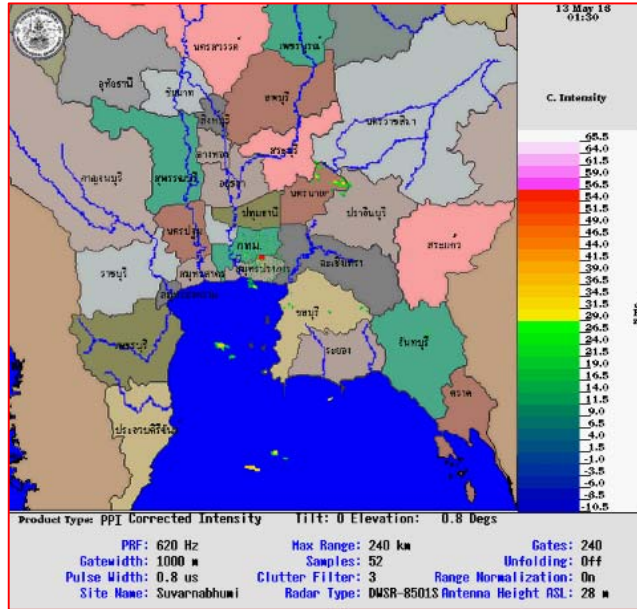 13 May 16
01:30
C. Intensity
นครสวรรค์
เพชรบูรณ์
อุทัยธานี
ชัยนาท
ลพบุรี
สิงห์บุรี
นครราชสีมา
อ่างทอง
สระบุรี
กาญจนบุรี
สุพรรณบุรี
อยุธยา
นครนายก
ปราจีนบุรี
ปทุมธานี
นครปฐม
กทม.
สระแก้ว
ราชบุรี
สมุทรสาคร
สมุทรปราการ
ฉะเชิงเทรา
ชลบุรี
เพชรบุรี
ระยอง
จันทบุรี
ตราด
ประจวบคีรีขันธ์
65.5
64.0
61.5
59.0
56.5
54.0
51.5
49.0
46.5
44.0
41.5
39.0
36.5
34.0
31.5
29.0
26.5
24.0
21.5
19.0
16.5
14.0
11.5
9.0
6.5
4.0
1.5
-1.0
-3.5
-6.0
-8.5
-10.5
Product Type: PPI Corrected Intensity Tilt: 0 Elevation: 0.8 Degs
PRF: 620 Hz Max Range: 240 km Gates: 240
Gatewidth: 1000 m Samples: 52 Unfolding: Off
Pulse Width: 0.8 us Clutter Filter: 3 Range Normalization: On
Site Name: Suvarnabhumi Radar Type: DWSR-8501S Antenna Height ASL: 28 m